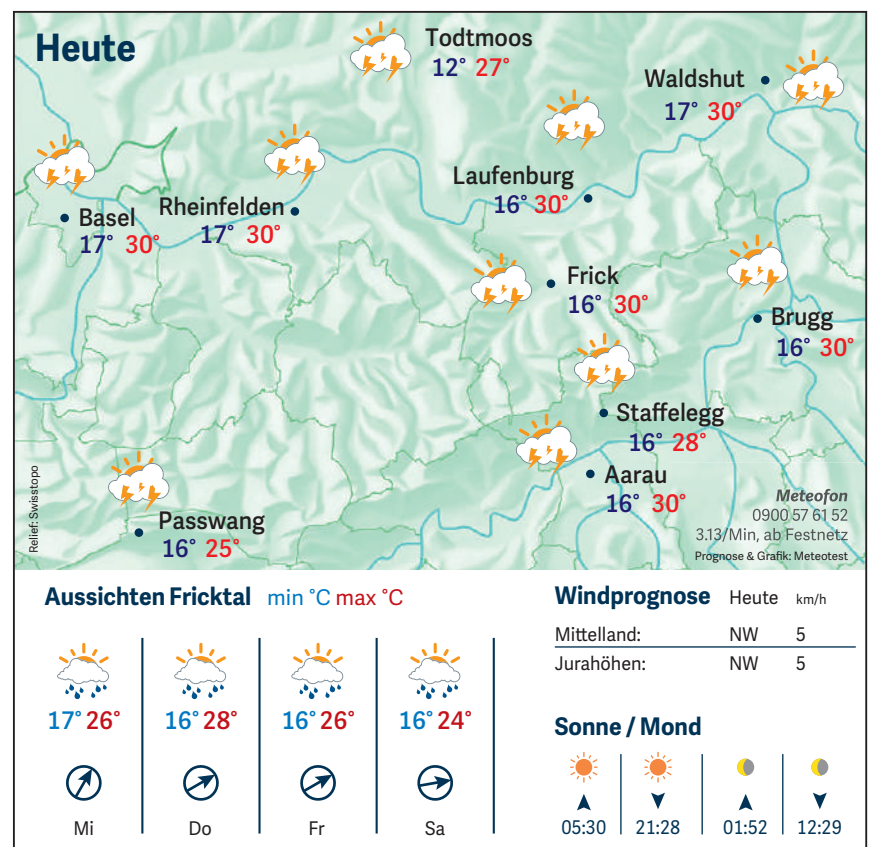 Heute
Todtmoos
12° 27°
Waldshut
17° 30°
Laufenburg
16° 30°
Basel
17° 30°
Rheinfelden
17° 30°
Frick
16° 30°
Brugg
16° 30°
Staffelegg
16° 28°
Aarau
16° 30°
Passwang
16° 25°
Relief: Swisstopo
Meteofon
0900 57 61 52
3.13/Min, ab Festnetz
Prognose & Grafik: Meteotest
Aussichten Fricktal min °C max °C
17° 26° 16° 28° 16° 26° 16° 24°
Mi Do Fr Sa
Windprognose Heute km/h
Mittelland: NW 5
Jurahöhen: NW 5
Sonne / Mond
05:30 21:28 01:52 12:29